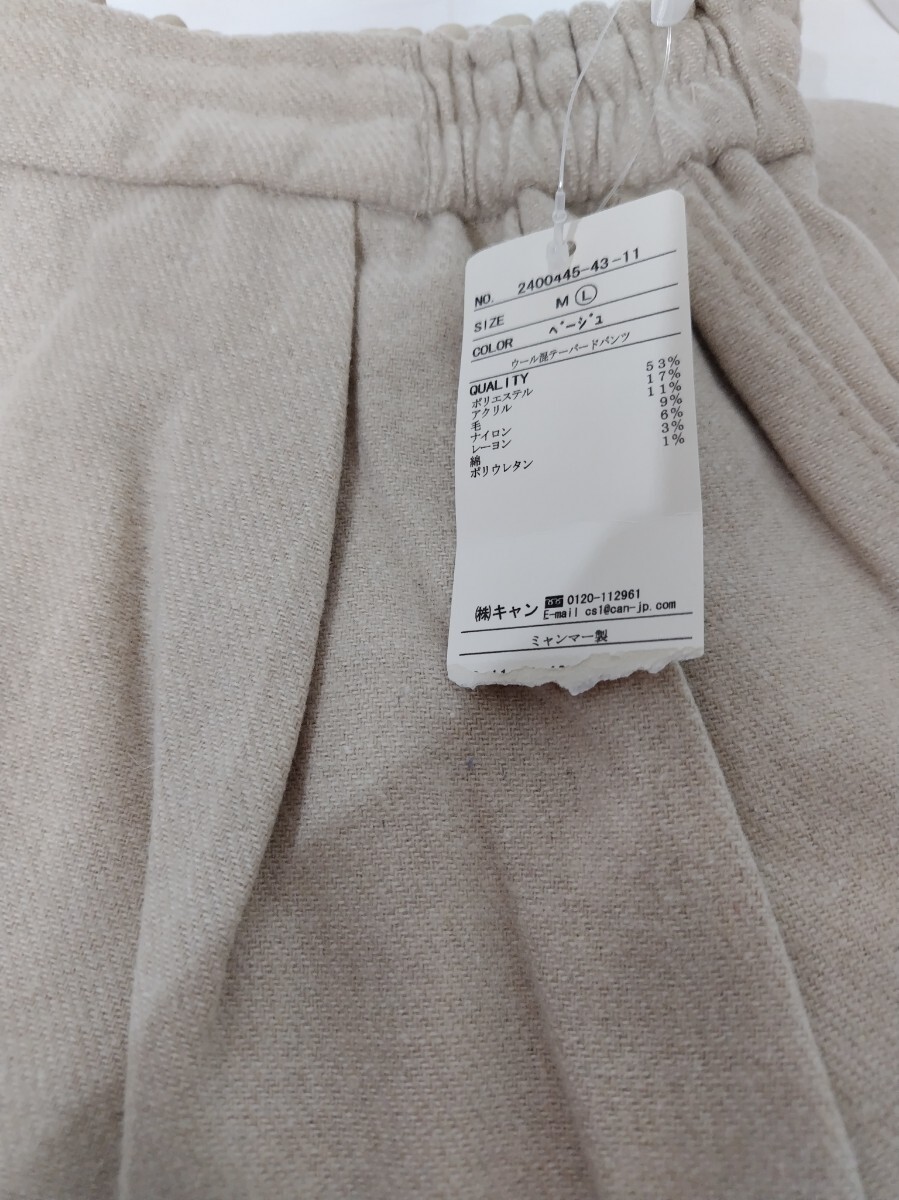 NO. 2400445-43-11
SIZE M Ⓛ
COLOR ベージュ
ウール混テーパードパンツ
QUALITY
ポリエステル 53%
アクリル 17%
毛 11%
ナイロン 9%
レーヨン 6%
綿 3%
ポリウレタン 1%
㈱キャン 0120-112961
E-mail cs1@can-jp.com
ミャンマー製